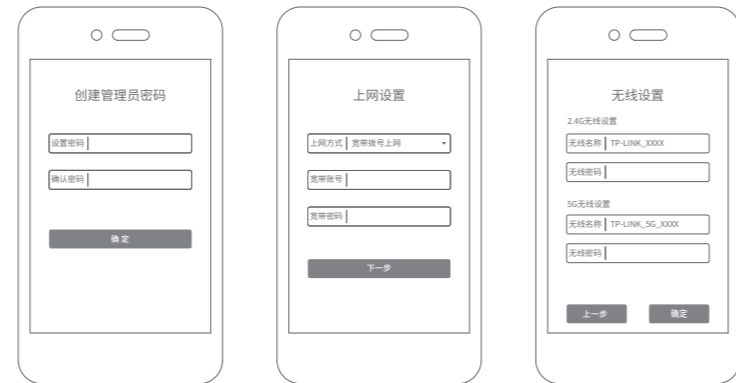 创建管理员密码
设置密码
确认密码
确 定
上网设置
上网方式 宽带拨号上网
宽带账号
宽带密码
下一步
无线设置
2.4G无线设置
无线名称 TP-LINK_XXXX
无线密码
5G无线设置
无线名称 TP-LINK_5G_XXXX
无线密码
上一步 确定